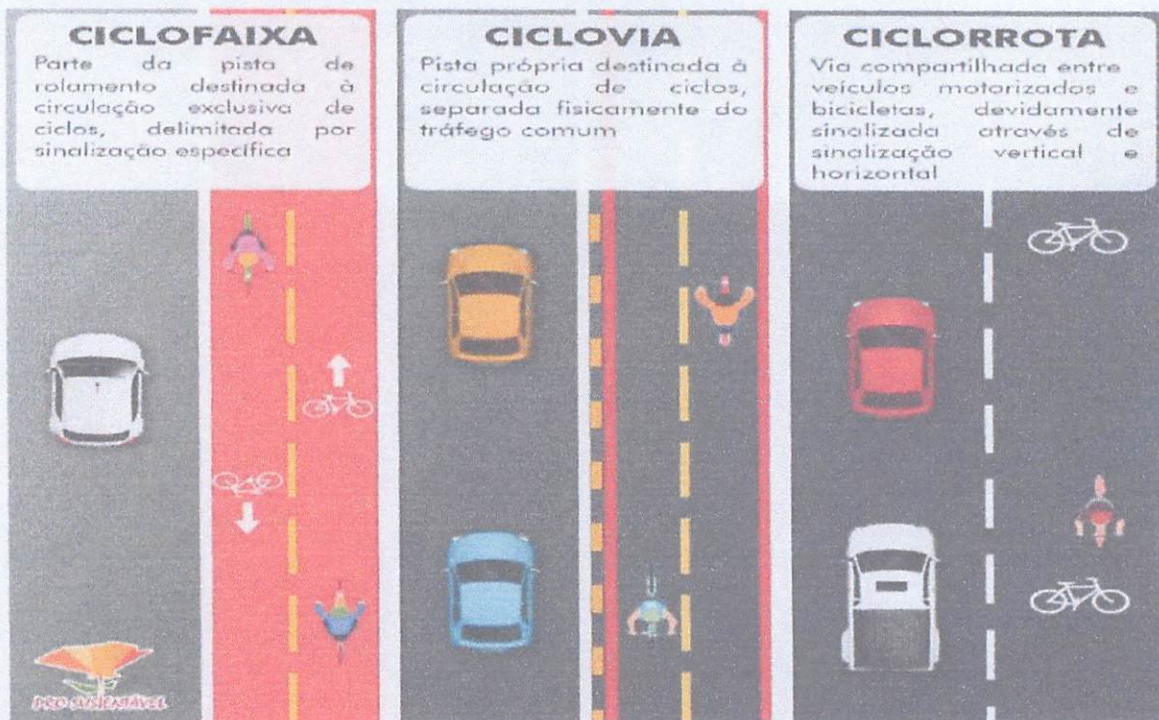 CICLOFAIXA
Parte da pista de
rolamento destinada à
circulação exclusiva de
ciclos, delimitada por
sinalização específica
CICLOVIA
Pista própria destinada à
circulação de ciclos,
separada fisicamente do
tráfego comum
CICLORROTA
Via compartilhada entre
veículos motorizados e
bicicletas, devidamente
sinalizada através de
sinalização vertical e
horizontal
SUSTENTÁVEL